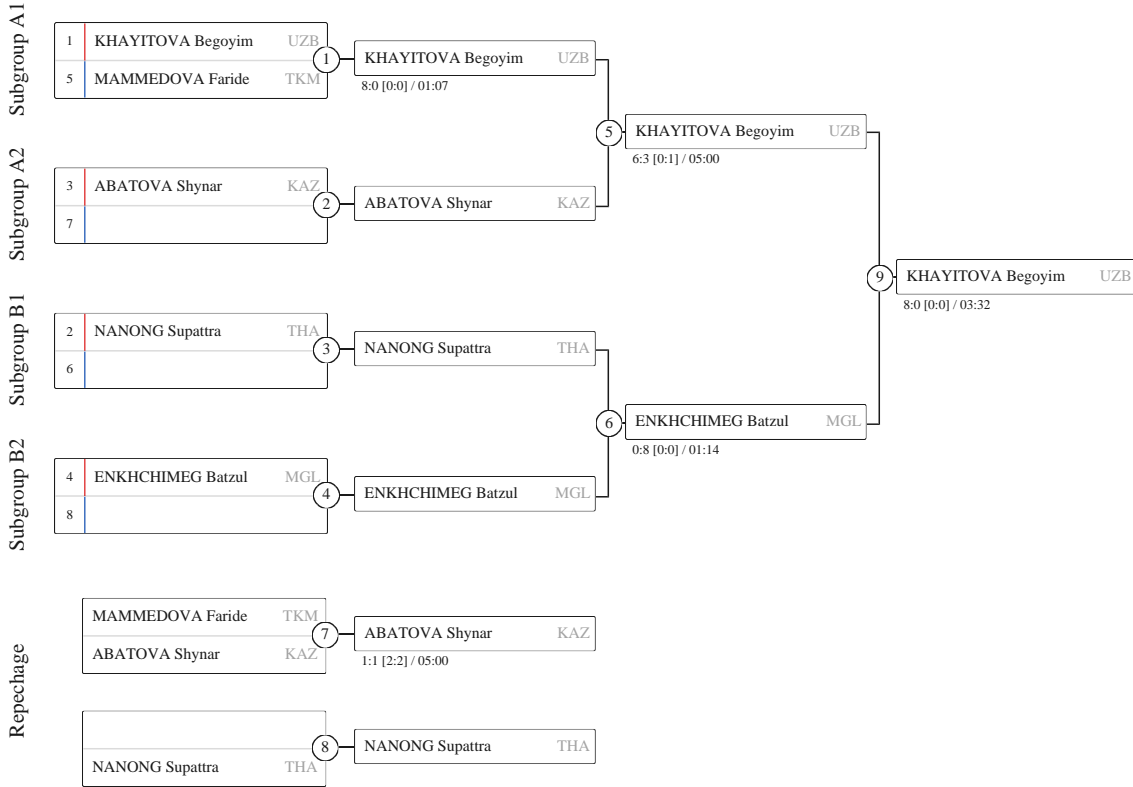 Subgroup A1
1 KHAYITOVA Begoyim UZB
5 MAMMEDOVA Faride TKM
1
KHAYITOVA Begoyim UZB
8:0 [0:0] / 01:07
5
KHAYITOVA Begoyim UZB
6:3 [0:1] / 05:00
Subgroup A2
3 ABATOVA Shynar KAZ
7
2
ABATOVA Shynar KAZ
9
KHAYITOVA Begoyim UZB
8:0 [0:0] / 03:32
Subgroup B1
2 NANONG Supattra THA
6
3
NANONG Supattra THA
6
ENKHCHIMEG Batzul MGL
0:8 [0:0] / 01:14
Subgroup B2
4 ENKHCHIMEG Batzul MGL
8
4
ENKHCHIMEG Batzul MGL
Repechage
MAMMEDOVA Faride TKM
ABATOVA Shynar KAZ
7
ABATOVA Shynar KAZ
1:1 [2:2] / 05:00
NANONG Supattra THA
8
NANONG Supattra THA